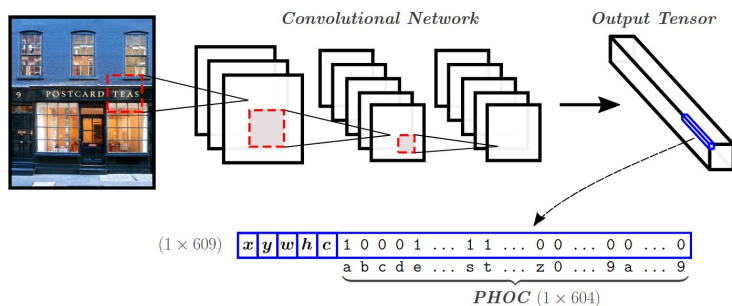 Convolutional Network
Output Tensor
9 POSTCARD TEAS
(1 × 609) x y w h c 1 0 0 0 1 ... 1 1 ... 0 0 ... 0 0 ... 0
a b c d e ... s t ... z 0 ... 9 a ... 9
PHOC (1 × 604)